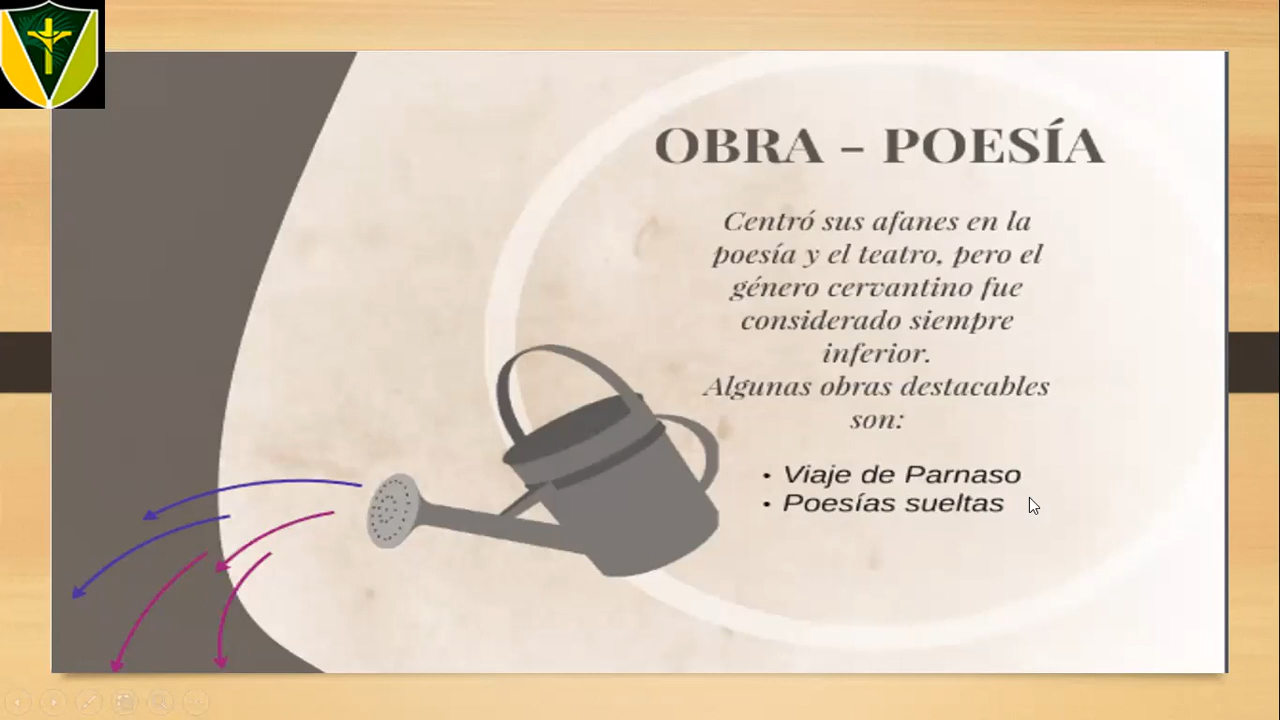 OBRA – POESÍA
Centró sus afanes en la
poesía y el teatro, pero el
género cervantino fue
considerado siempre
inferior.
Algunas obras destacables
son:
• Viaje de Parnaso
• Poesías sueltas